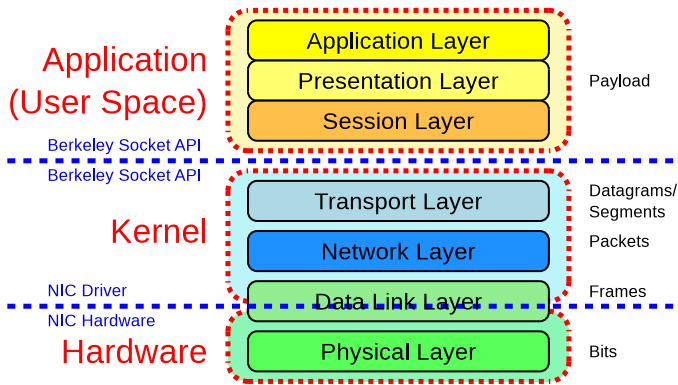 Application Layer
Application
(User Space)
Presentation Layer
Payload
Session Layer
Berkeley Socket API
Berkeley Socket API
Transport Layer
Datagrams/
Segments
Kernel
Network Layer
Packets
NIC Driver
Data Link Layer
Frames
NIC Hardware
Hardware
Physical Layer
Bits